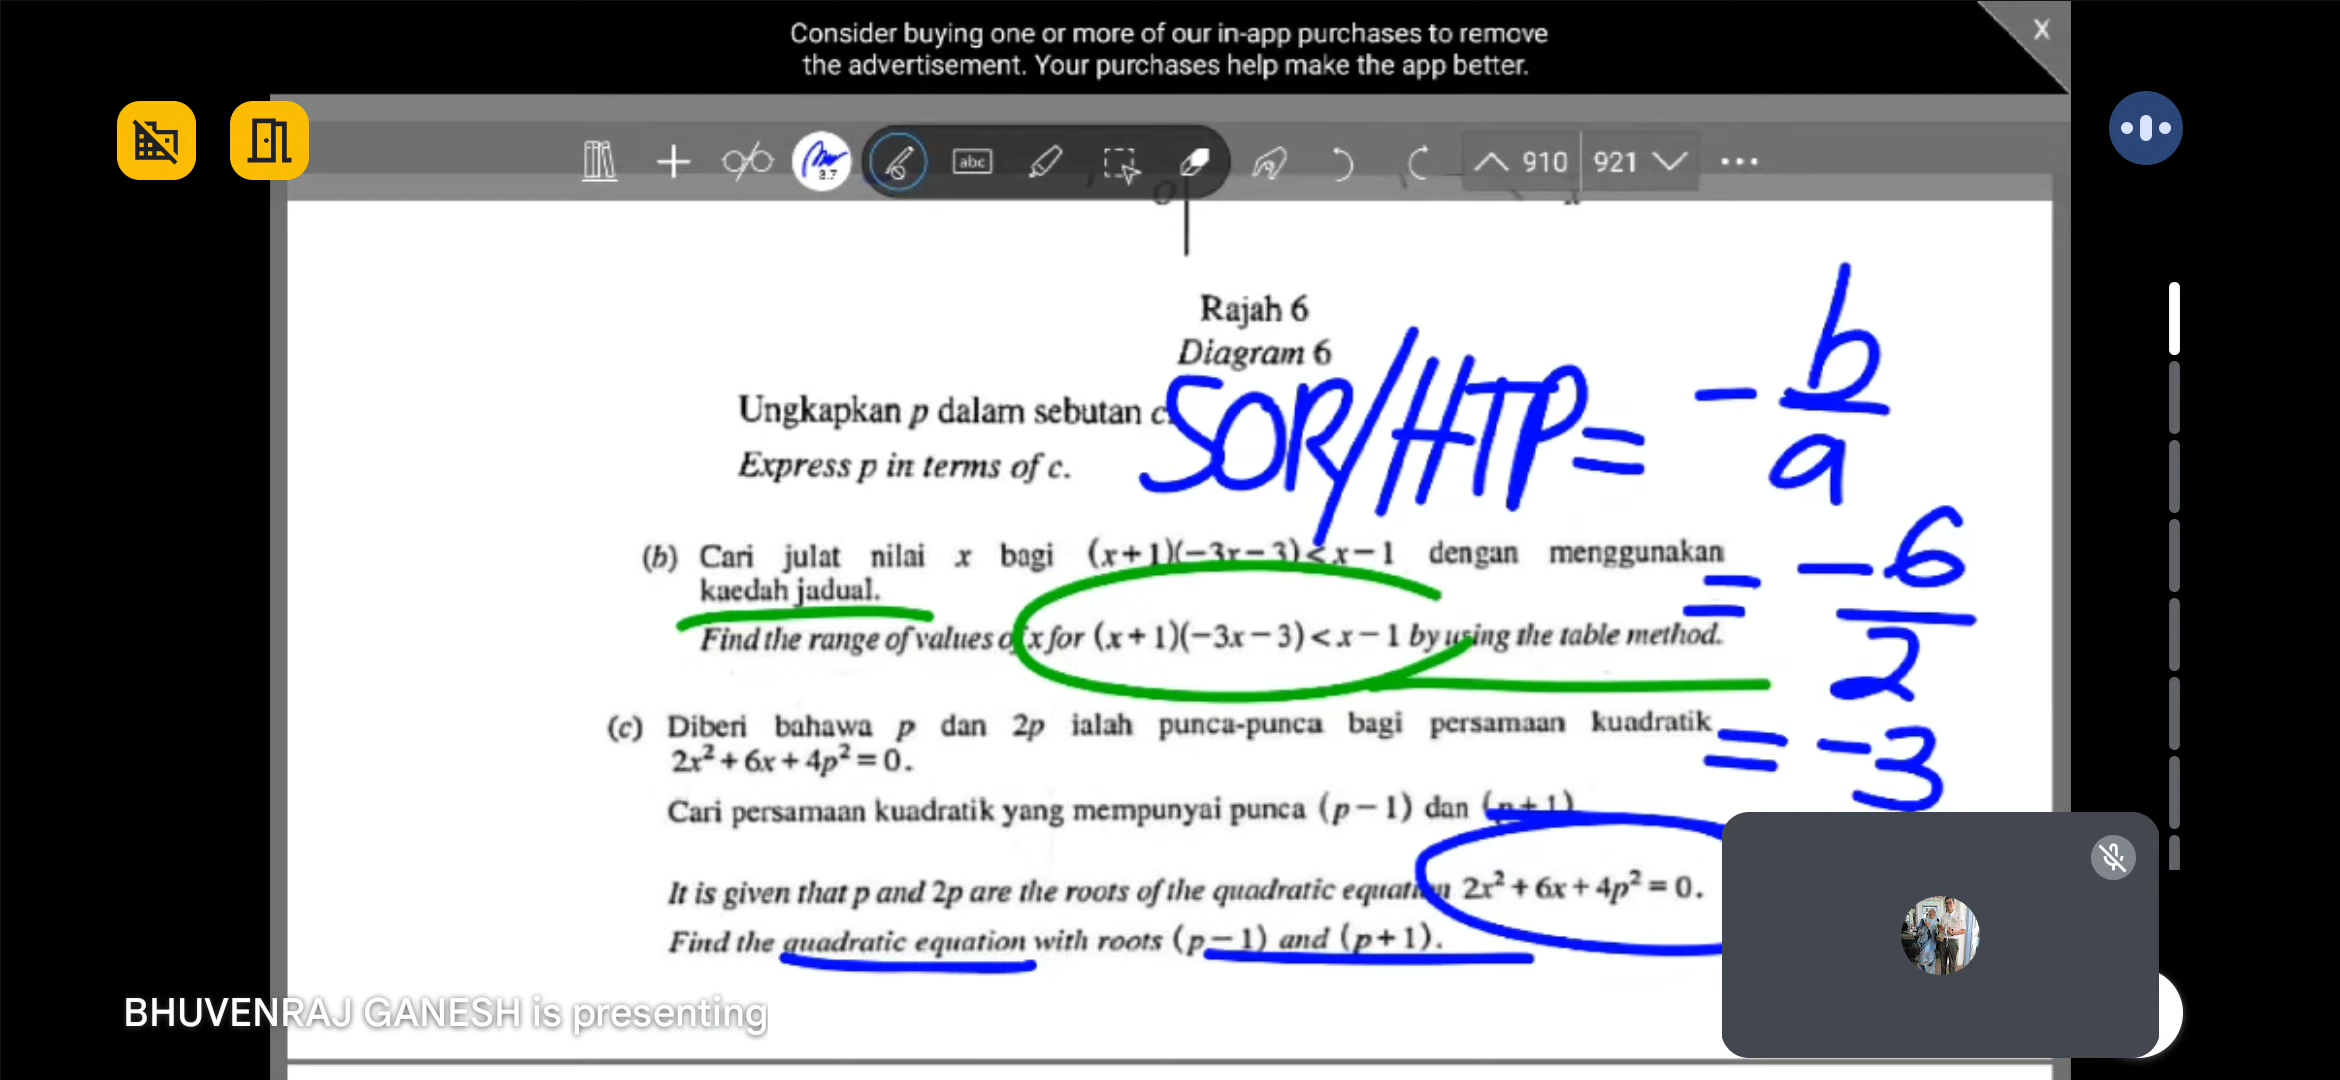 Consider buying one or more of our in-app purchases to remove
the advertisement. Your purchases help make the app better.
X
abc
910
921
3.7
O
x
Rajah 6
Diagram 6
Ungkapkan p dalam sebutan c.
Express p in terms of c.
SOR/HTP = - b/a
= -6/2
= -3
(b) Cari julat nilai x bagi (x+1)(−3x−3)<x−1 dengan menggunakan
kaedah jadual.
Find the range of values of x for (x+1)(−3x−3)<x−1 by using the table method.
(c) Diberi bahawa p dan 2p ialah punca-punca bagi persamaan kuadratik
2x²+6x+4p²=0.
Cari persamaan kuadratik yang mempunyai punca (p−1) dan (p+1)
It is given that p and 2p are the roots of the quadratic equation 2x²+6x+4p²=0.
Find the quadratic equation with roots (p−1) and (p+1).
BHUVENRAJ GANESH is presenting